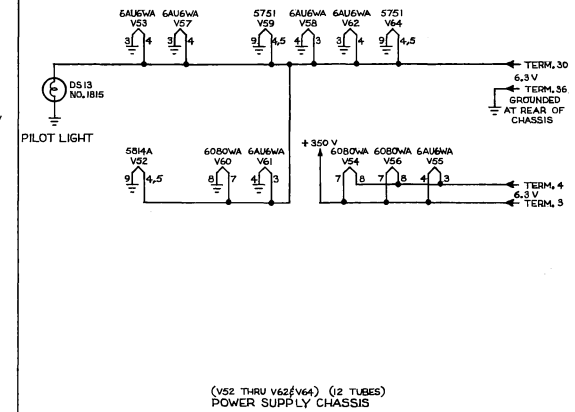 6AU6WA 6AU6WA 5751 6AU6WA 6AU6WA 5751
V53 V57 V59 V58 V62 V64
3 4 3 4 9 4,5 4 3 3 4 9 4,5
TERM. 30
6.3 V
TERM. 36
GROUNDED
AT REAR OF
CHASSIS
DS13
NO. 1815
PILOT LIGHT
5814A 6080WA 6AU6WA +350 V 6080WA 6080WA 6AU6WA
V52 V60 V61 V54 V56 V55
9 4,5 8 7 4 3 7 8 7 8 4 3
TERM. 4
6.3 V
TERM. 3
(V52 THRU V62 & V64) (12 TUBES)
POWER SUPPLY CHASSIS